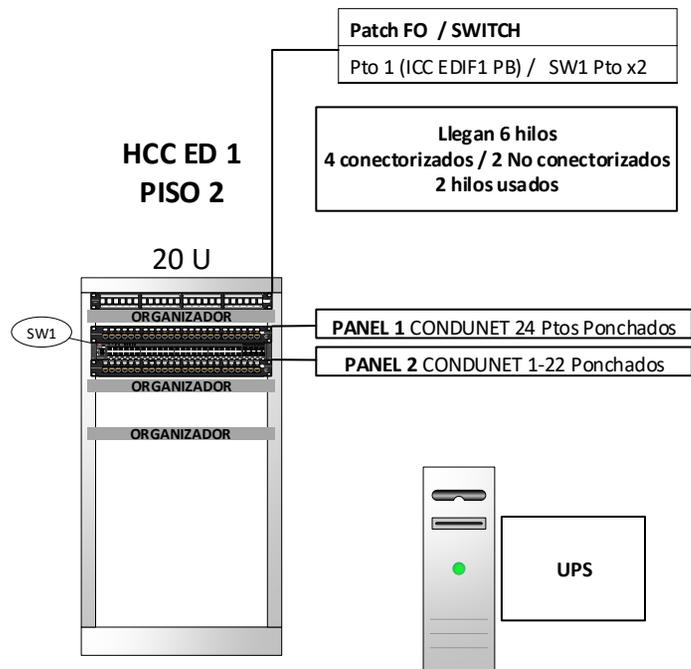 Patch FO / SWITCH
Pto 1 (ICC EDIF1 PB) / SW1 Pto x2
Llegan 6 hilos
4 conectorizados / 2 No conectorizados
2 hilos usados
HCC ED 1
PISO 2
20 U
ORGANIZADOR
SW1
PANEL 1 CONDUNET 24 Ptos Ponchados
PANEL 2 CONDUNET 1-22 Ponchados
ORGANIZADOR
ORGANIZADOR
UPS